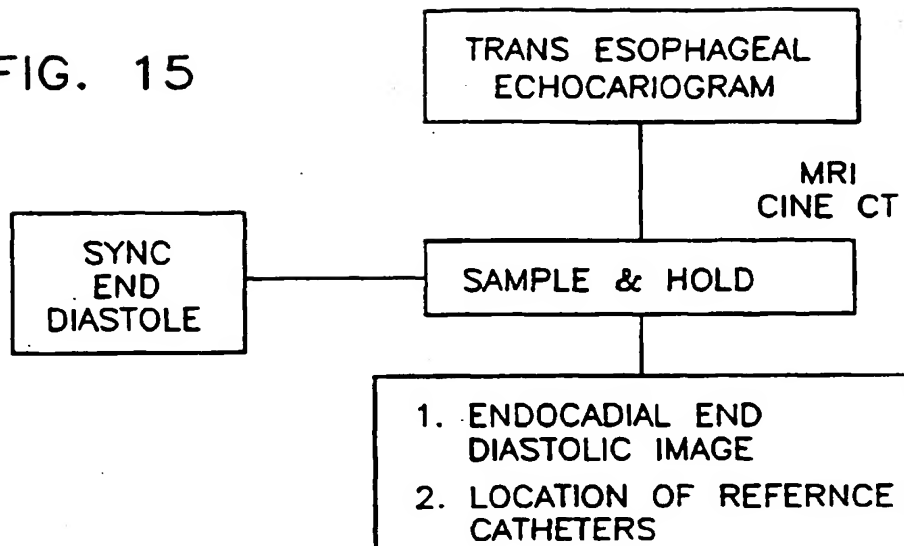 FIG. 15
TRANS ESOPHAGEAL
ECHOCARIOGRAM
MRI
CINE CT
SYNC
END
DIASTOLE
SAMPLE & HOLD
1. ENDOCADIAL END
DIASTOLIC IMAGE
2. LOCATION OF REFERNCE
CATHETERS